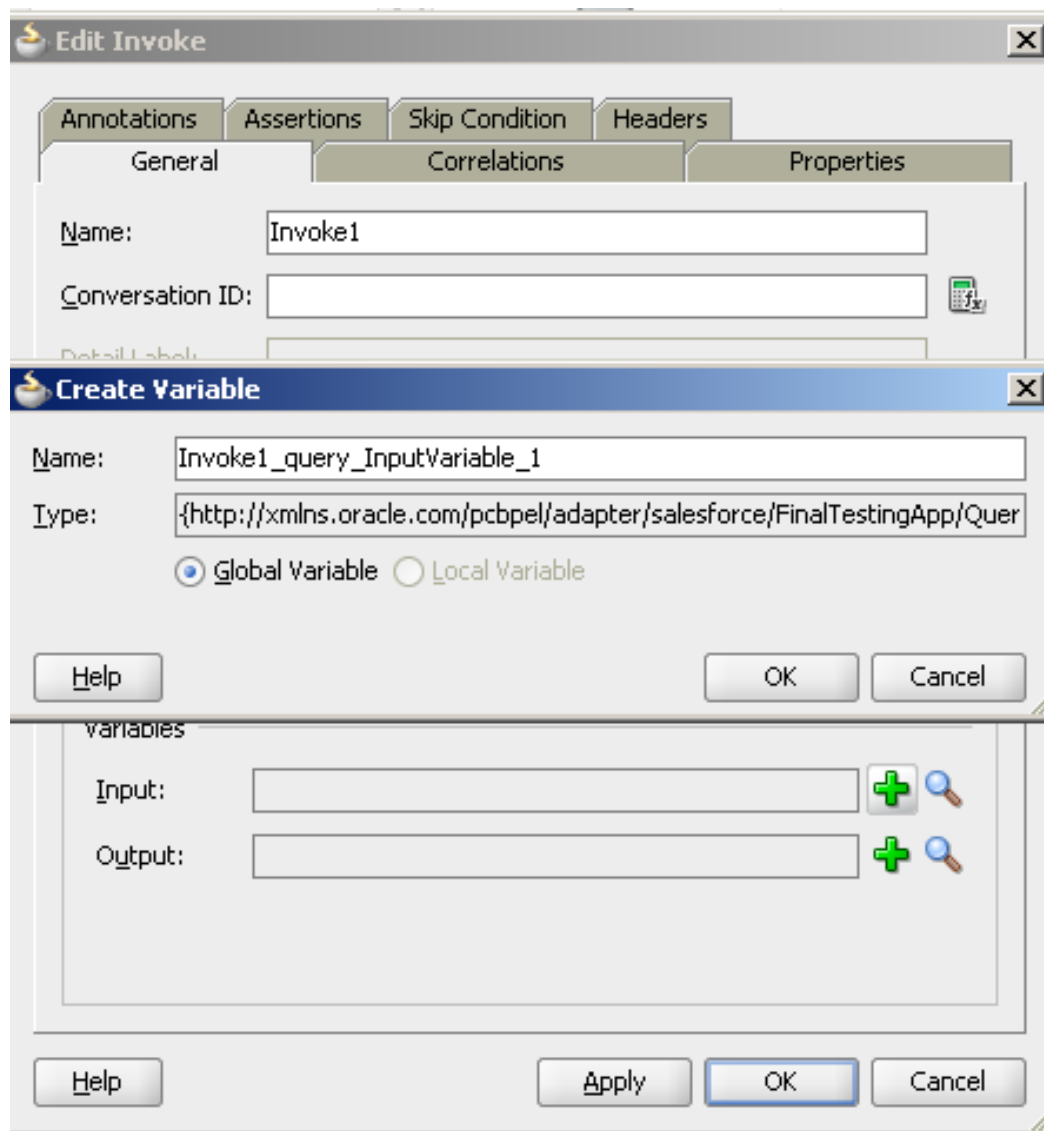 Edit Invoke
Annotations Assertions Skip Condition Headers
General Correlations Properties
Name: Invoke1
Conversation ID:
Detail Label:
Create Variable
Name: Invoke1_query_InputVariable_1
Type: {http://xmlns.oracle.com/pcbpel/adapter/salesforce/FinalTestingApp/Quer
Global Variable Local Variable
Help OK Cancel
Variables
Input:
Output:
Help Apply OK Cancel